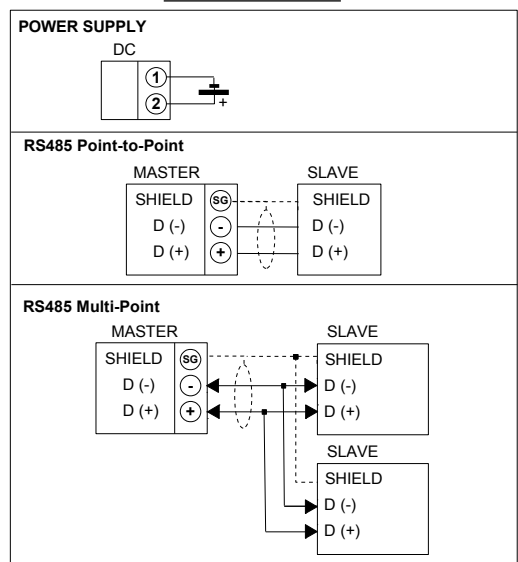 POWER SUPPLY
DC
1
2
+
RS485 Point-to-Point
MASTER SLAVE
SHIELD SG SHIELD
D (-) - D (-)
D (+) + D (+)
RS485 Multi-Point
MASTER SLAVE
SHIELD SG SHIELD
D (-) - D (-)
D (+) + D (+)
SLAVE
SHIELD
D (-)
D (+)